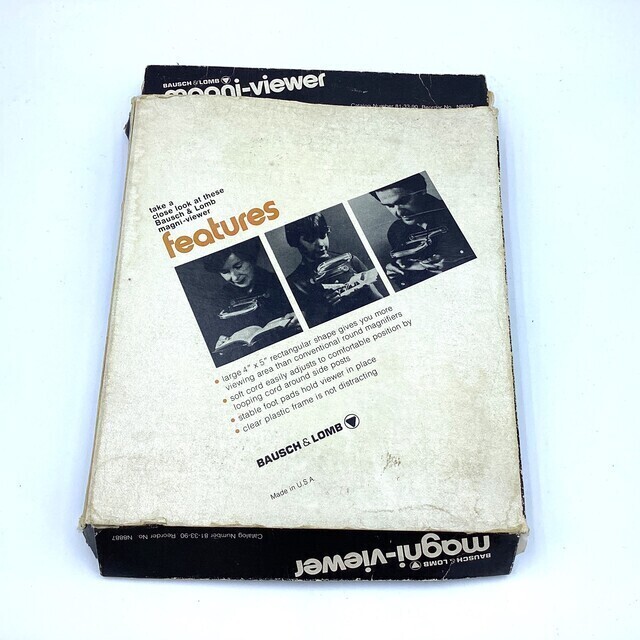 BAUSCH & LOMB
magni-viewer
Catalog Number 81-33-90 Reorder No. N8887
take a
close look at these
Bausch & Lomb
magni-viewer
features
• large 4" x 5" rectangular shape gives you more
viewing area than conventional round magnifiers
• soft cord easily adjusts to comfortable position by
looping cord around side posts
• stable foot pads hold viewer in place
• clear plastic frame is not distracting
BAUSCH & LOMB
Made in U.S.A.
BAUSCH & LOMB
magni-viewer
Catalog Number 81-33-90 Reorder No. N8887